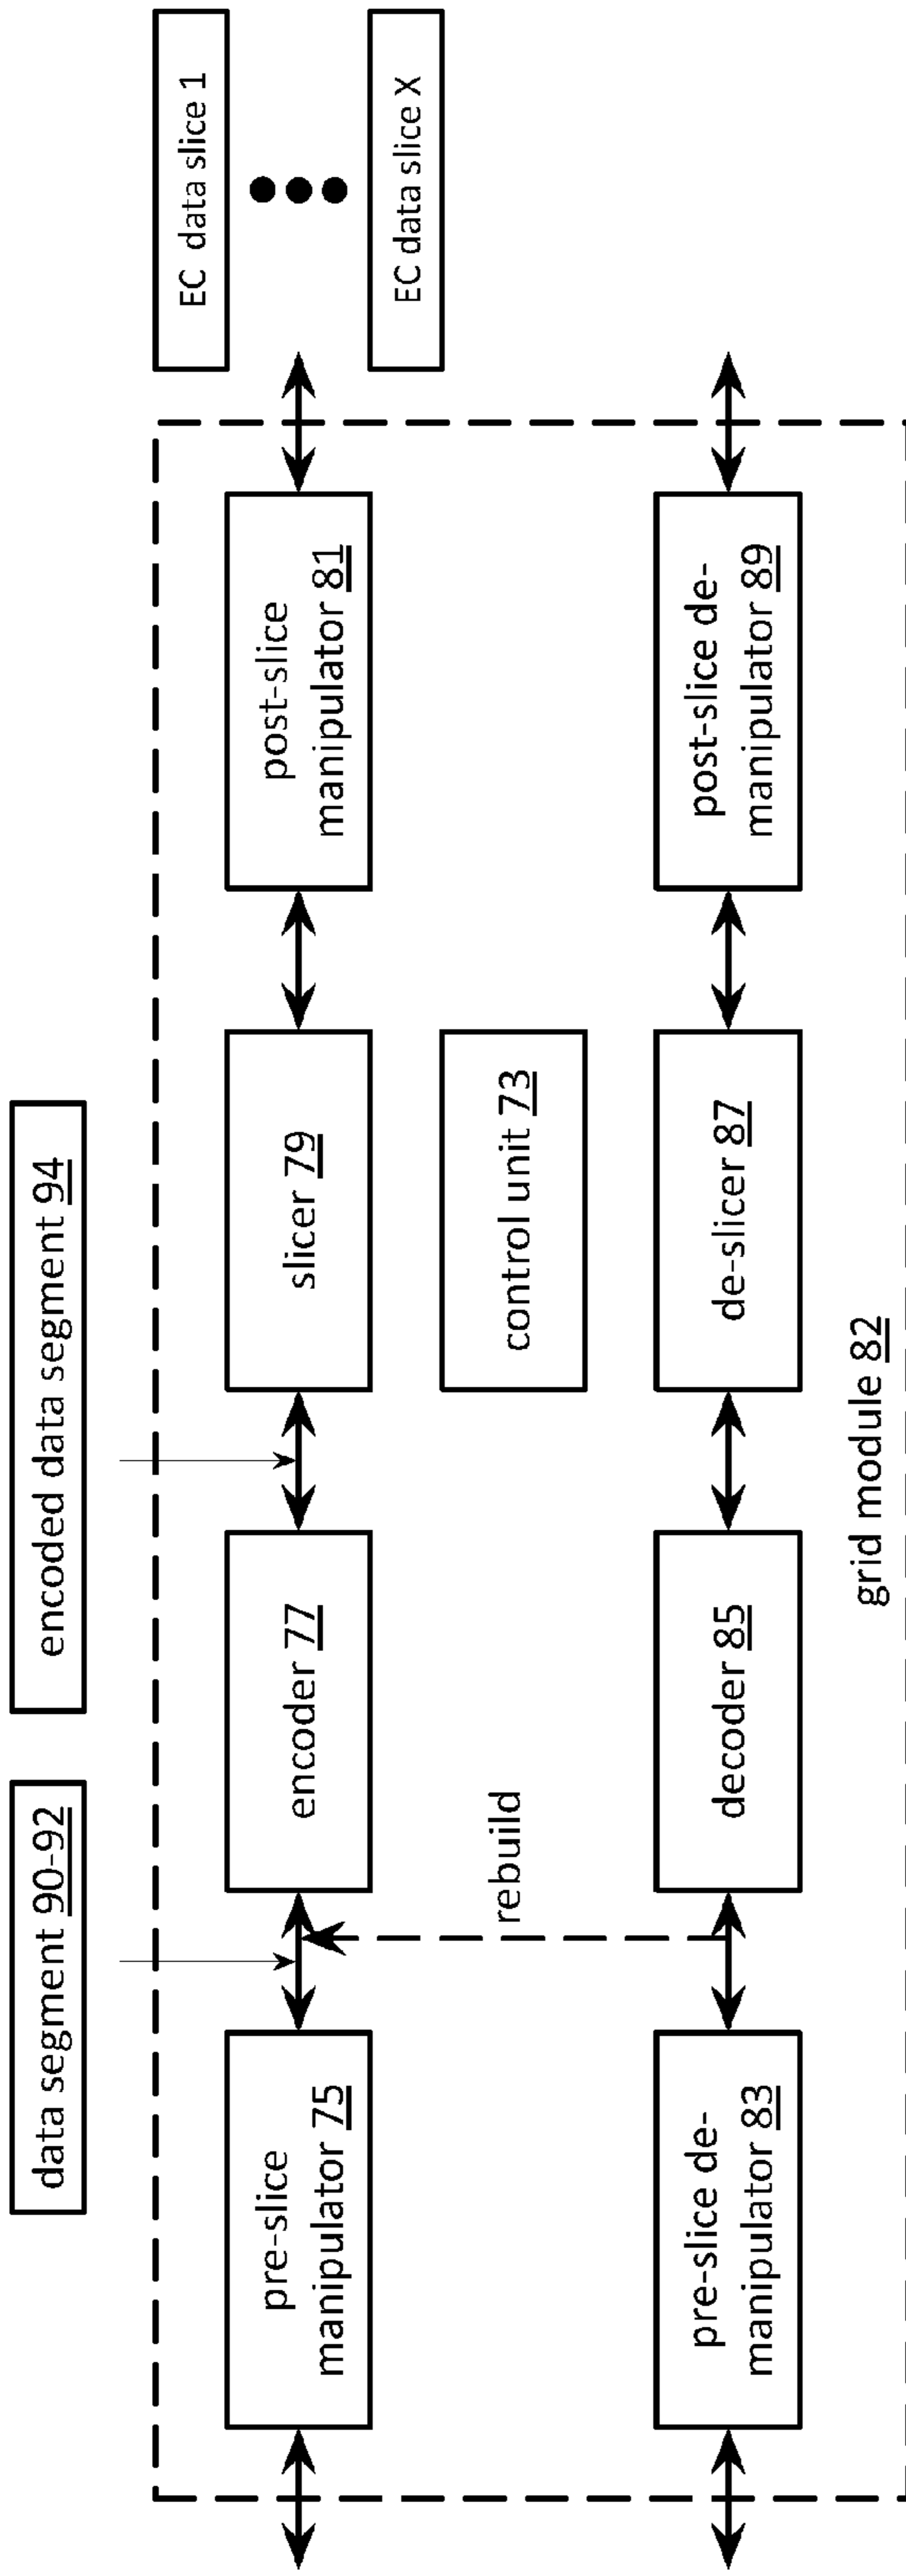 data segment 90-92
encoded data segment 94
pre-slice
manipulator 75
encoder 77
slicer 79
post-slice
manipulator 81
EC data slice 1
EC data slice X
rebuild
control unit 73
pre-slice de-
manipulator 83
decoder 85
de-slicer 87
post-slice de-
manipulator 89
grid module 82